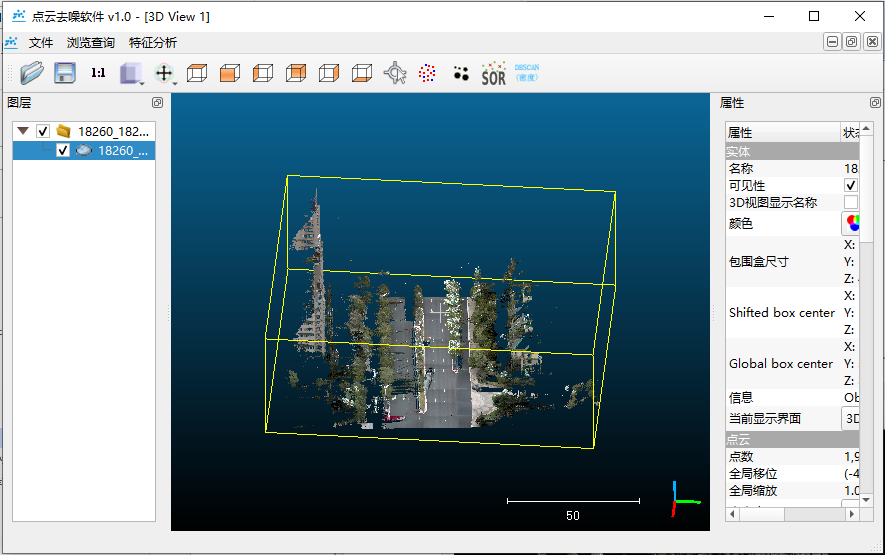 点云去噪软件 v1.0 - [3D View 1]
文件 浏览查询 特征分析
1:1
SOR
DBSCAN
(密度)
图层
18260_182...
18260_...
50
属性
属性 状态
实体
名称 18
可见性
3D视图显示名称
颜色
包围盒尺寸
X:
Y:
Z:
Shifted box center
X:
Y:
Z:
Global box center
X:
Y:
Z:
信息 Ob
当前显示界面 3D
点云
点数 1,9
全局移位 (-4
全局缩放 1.0